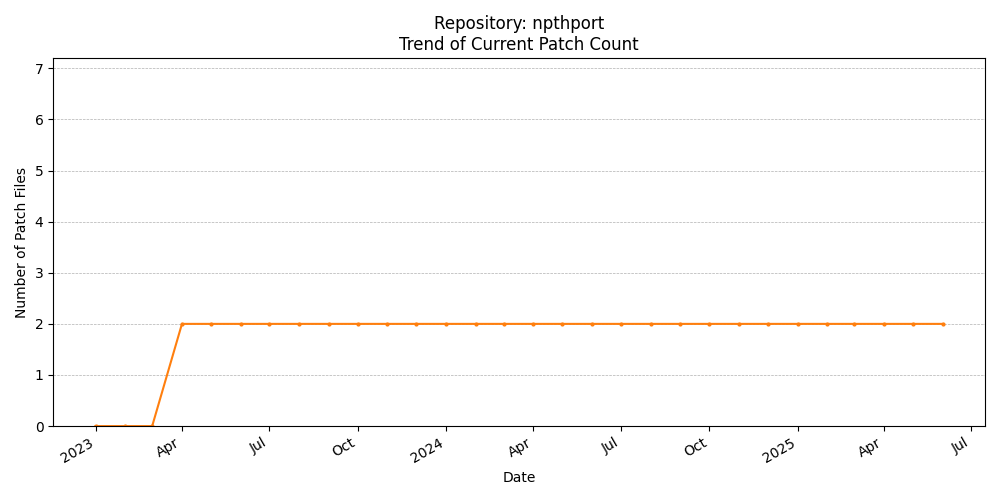 Repository: npthport
Trend of Current Patch Count
7
6
5
4
3
2
1
0
Number of Patch Files
2023
Apr
Jul
Oct
2024
Apr
Jul
Oct
2025
Apr
Jul
Date